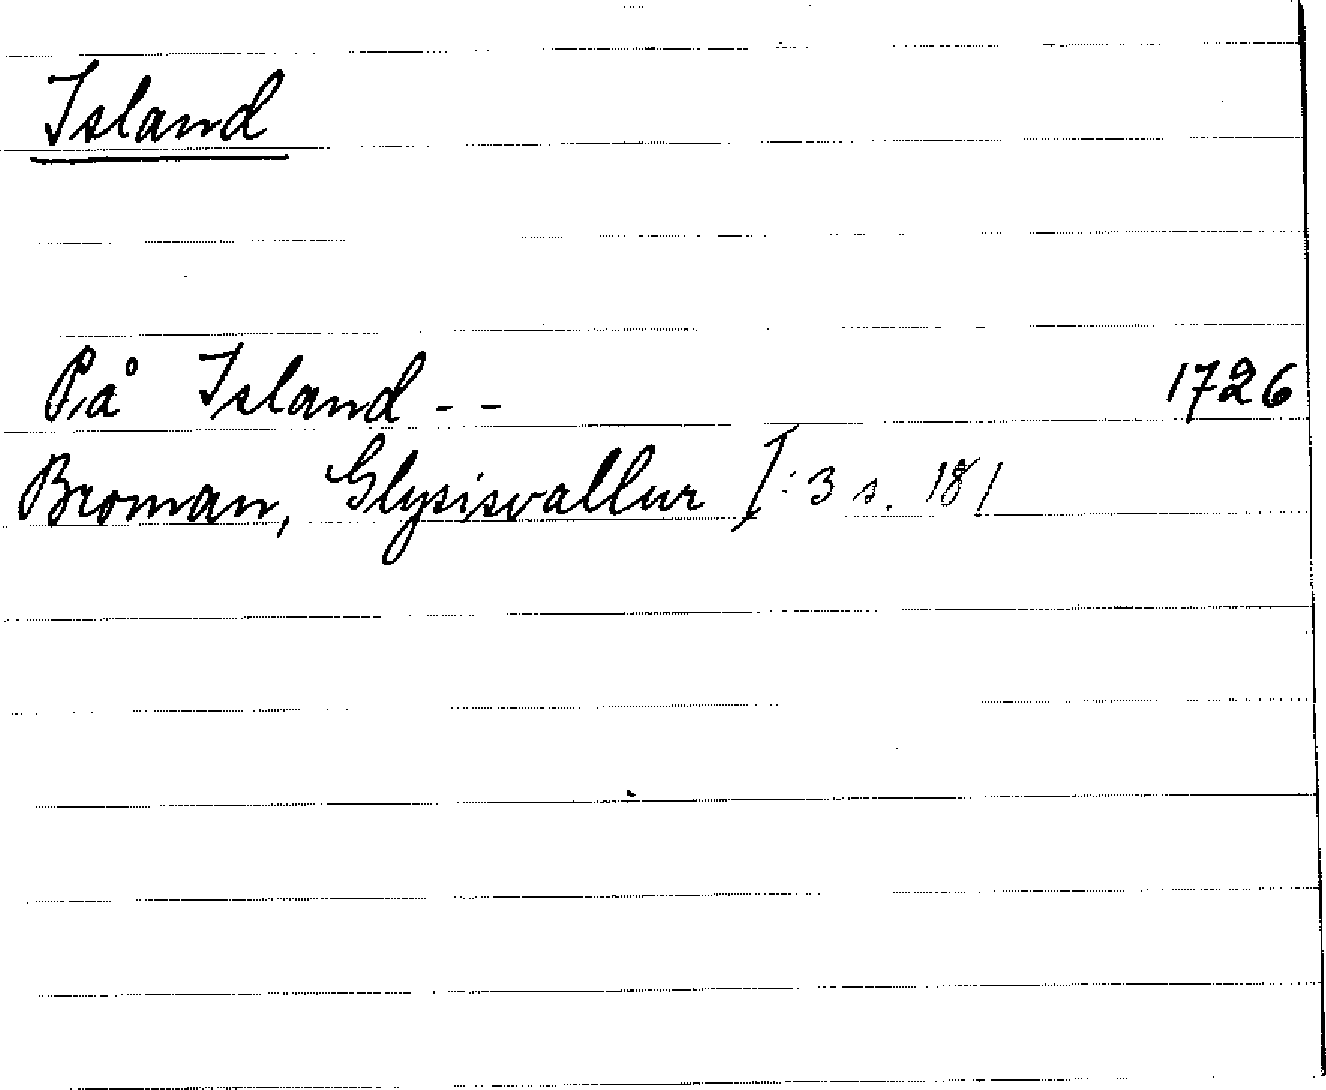 Island
På Island - - 1726
Broman, Glysisvallur I: 3 s. 181